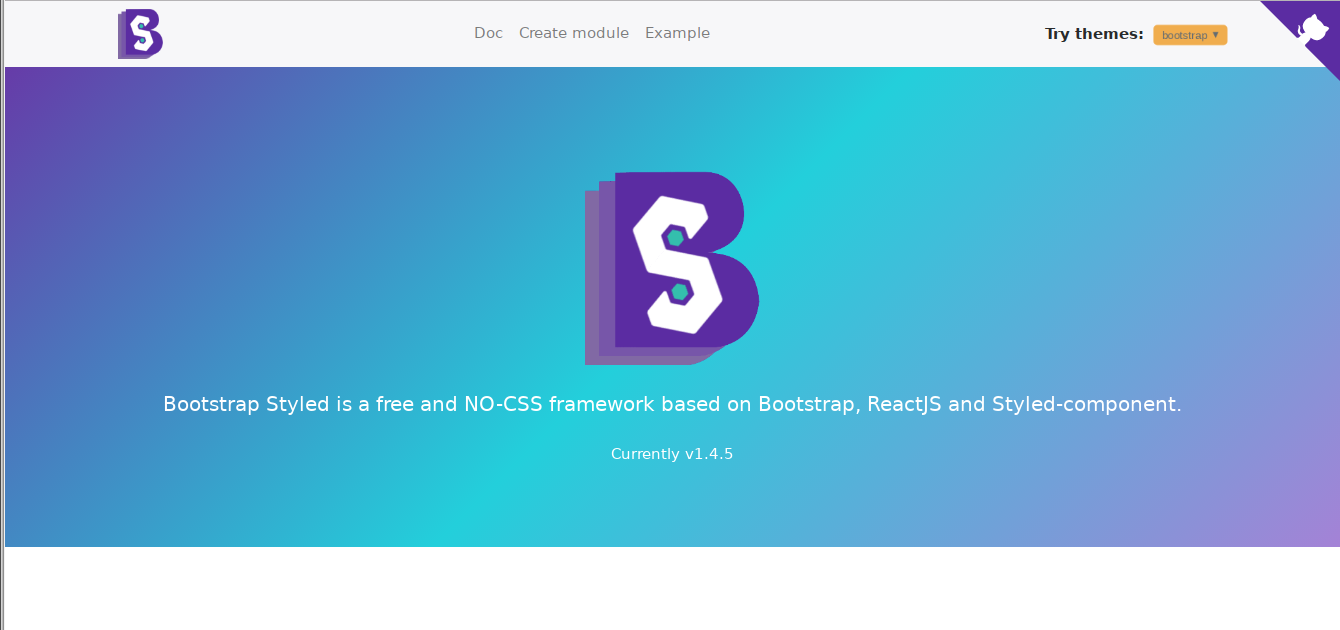 Doc Create module Example Try themes: bootstrap ▼
Bootstrap Styled is a free and NO-CSS framework based on Bootstrap, ReactJS and Styled-component.
Currently v1.4.5